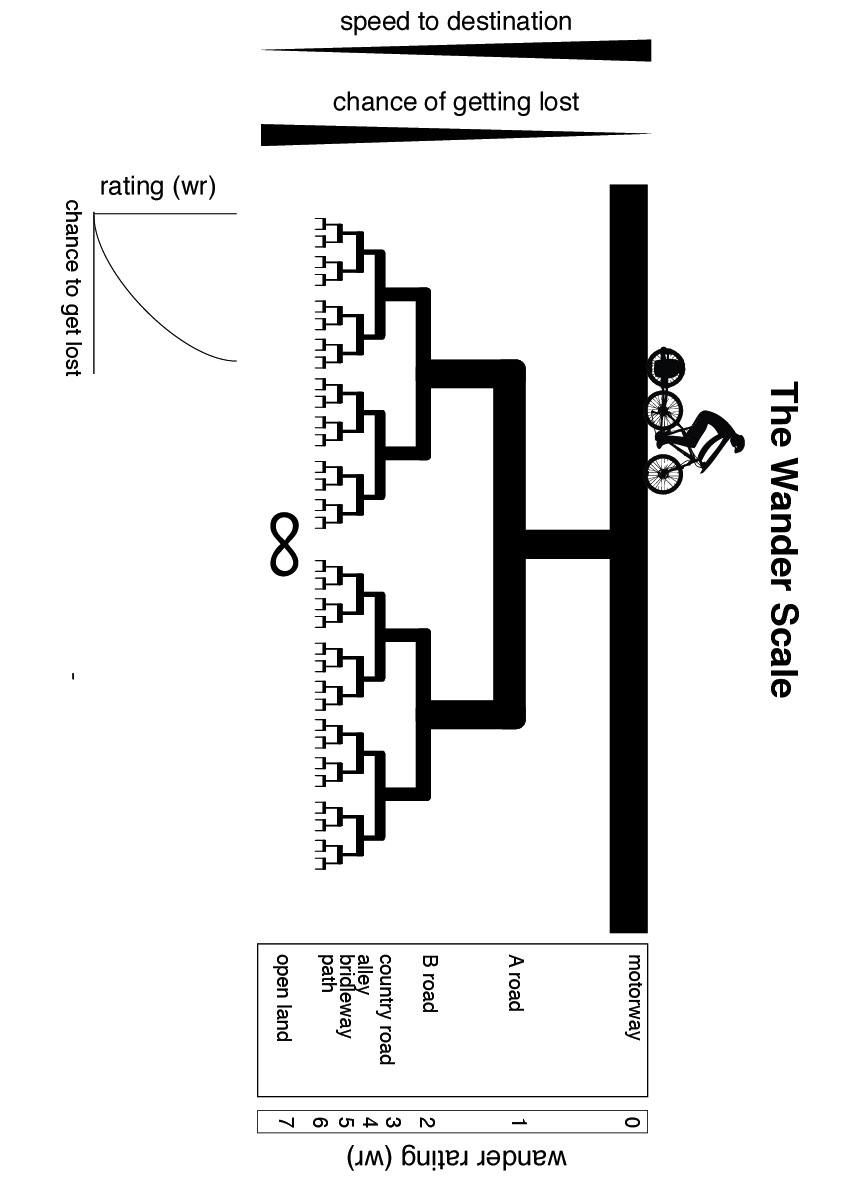 The Wander Scale
speed to destination
chance of getting lost
rating (wr)
chance to get lost
∞
-
motorway
A road
B road
country road
alley
bridleway
path
open land
0
1
2
3
4
5
6
7
wander rating (wr)